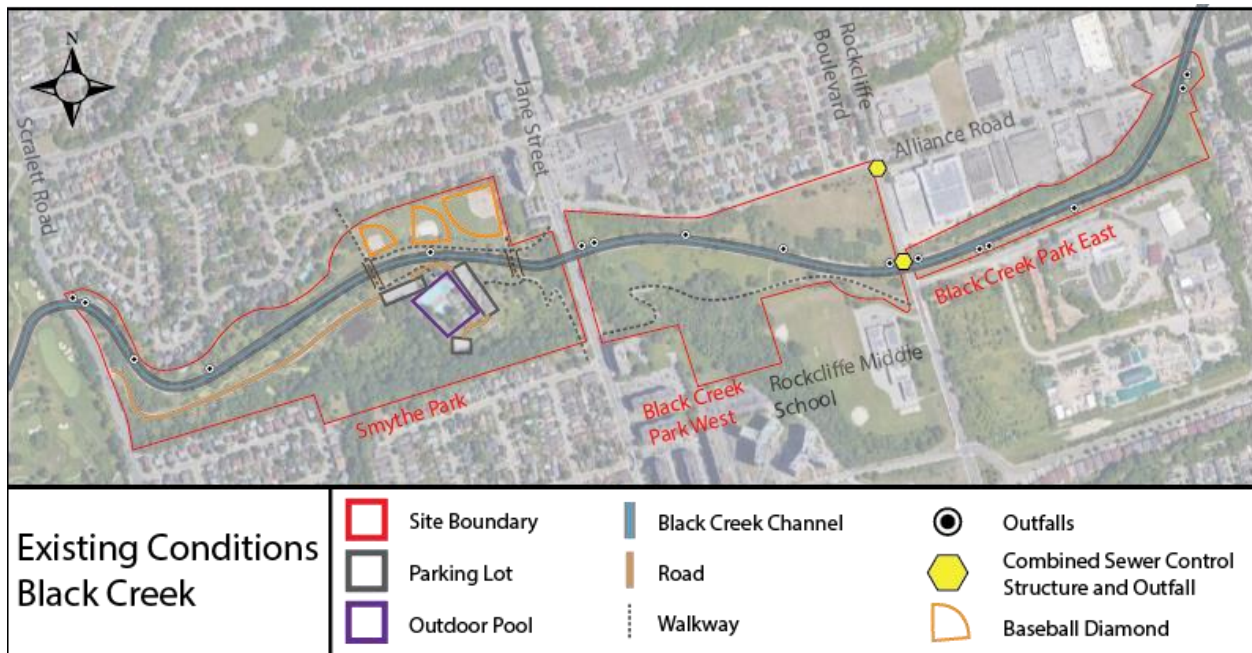 N
Scralett Road
Jane Street
Rockcliffe
Boulevard
Alliance Road
Black Creek Park East
Smythe Park
Black Creek
Park West
Rockcliffe Middle
School
Existing Conditions
Black Creek
Site Boundary
Parking Lot
Outdoor Pool
Black Creek Channel
Road
Walkway
Outfalls
Combined Sewer Control
Structure and Outfall
Baseball Diamond